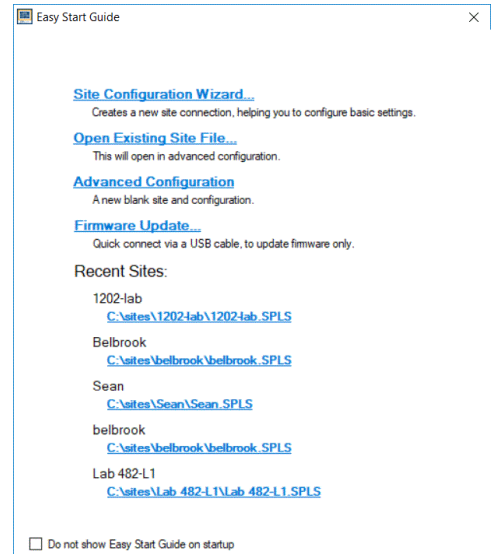 Easy Start Guide
Site Configuration Wizard...
Creates a new site connection, helping you to configure basic settings.
Open Existing Site File...
This will open in advanced configuration.
Advanced Configuration
A new blank site and configuration.
Firmware Update...
Quick connect via a USB cable, to update firmware only.
Recent Sites:
1202-lab
C:\sites\1202-lab\1202-lab.SPLS
Belbrook
C:\sites\belbrook\belbrook.SPLS
Sean
C:\sites\Sean\Sean.SPLS
belbrook
C:\sites\belbrook\belbrook.SPLS
Lab 482-L1
C:\sites\Lab 482-L1\Lab 482-L1.SPLS
Do not show Easy Start Guide on startup